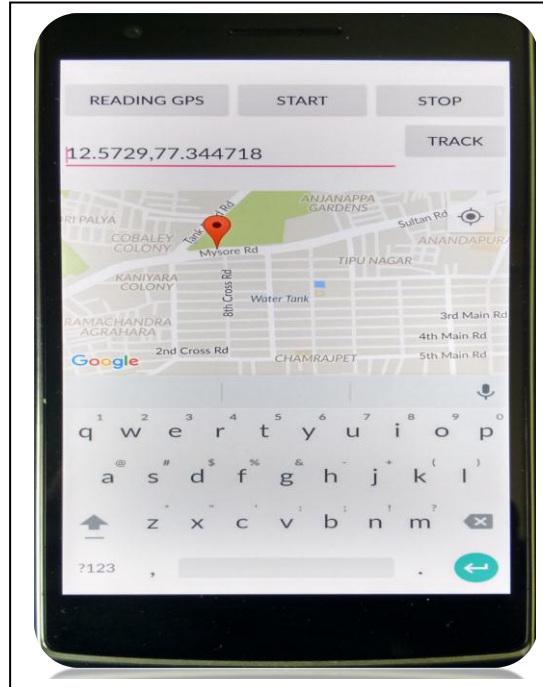 READING GPS START STOP
TRACK
12.5729,77.344718
ANJANAPPA
GARDENS
RI PALYA
Tank Rd
Sultan Rd
COBALEY
COLONY
ANANDAPURA
Mysore Rd
TIPU NAGAR
KANIYARA
COLONY
8th Cross Rd
Water Tank
RAMACHANDRA
AGRAHARA
3rd Main Rd
4th Main Rd
2nd Cross Rd
5th Main Rd
Google
CHAMRAJPET
1 2 3 4 5 6 7 8 9 0
q w e r t y u i o p
@ # $ % & - + ( )
a s d f g h j k l
z x c v b n m
?123 , .